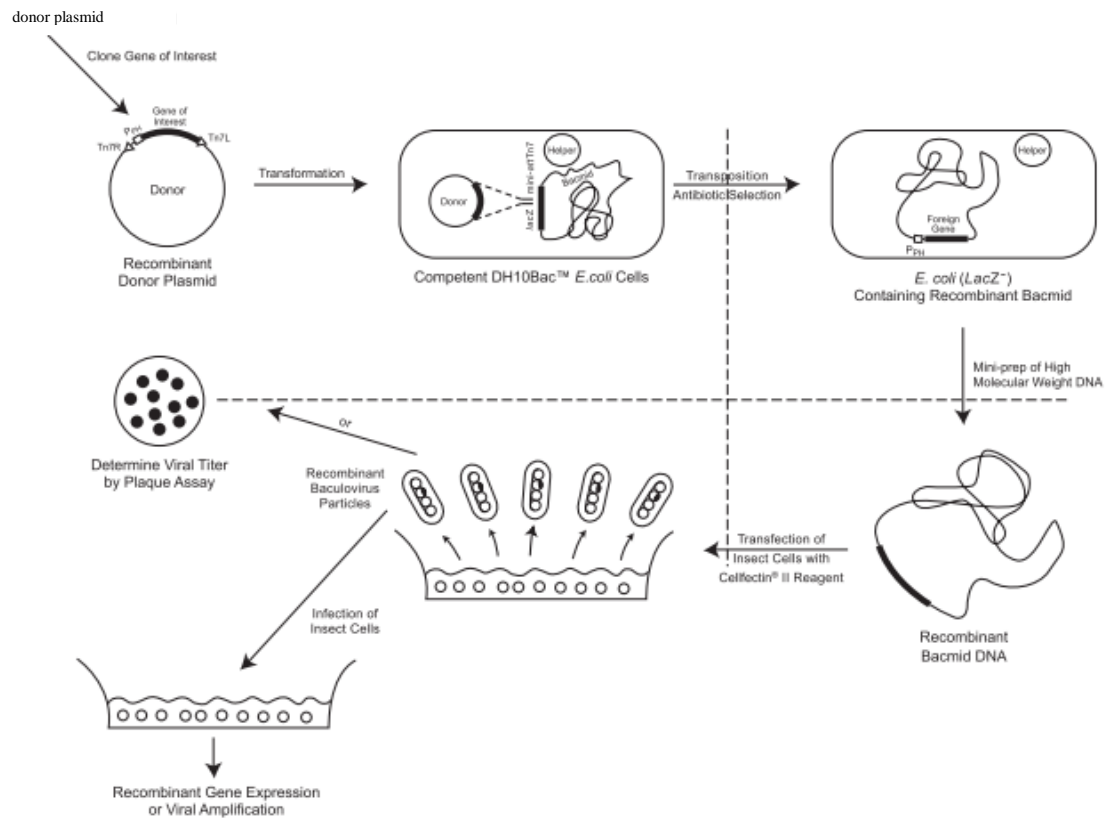 donor plasmid
Clone Gene of Interest
Gene of
Interest
PPH
Tn7R
Tn7L
Donor
Recombinant
Donor Plasmid
Transformation
Helper
Donor
lacZ
mini-attTn7
Bacmid
Competent DH10Bac™ E.coli Cells
Transposition
Antibiotic Selection
Helper
Foreign
Gene
PPH
E. coli (LacZ⁻)
Containing Recombinant Bacmid
Mini-prep of High
Molecular Weight DNA
Determine Viral Titer
by Plaque Assay
or
Recombinant
Baculovirus
Particles
Transfection of
Insect Cells with
Cellfectin® II Reagent
Recombinant
Bacmid DNA
Infection of
Insect Cells
Recombinant Gene Expression
or Viral Amplification